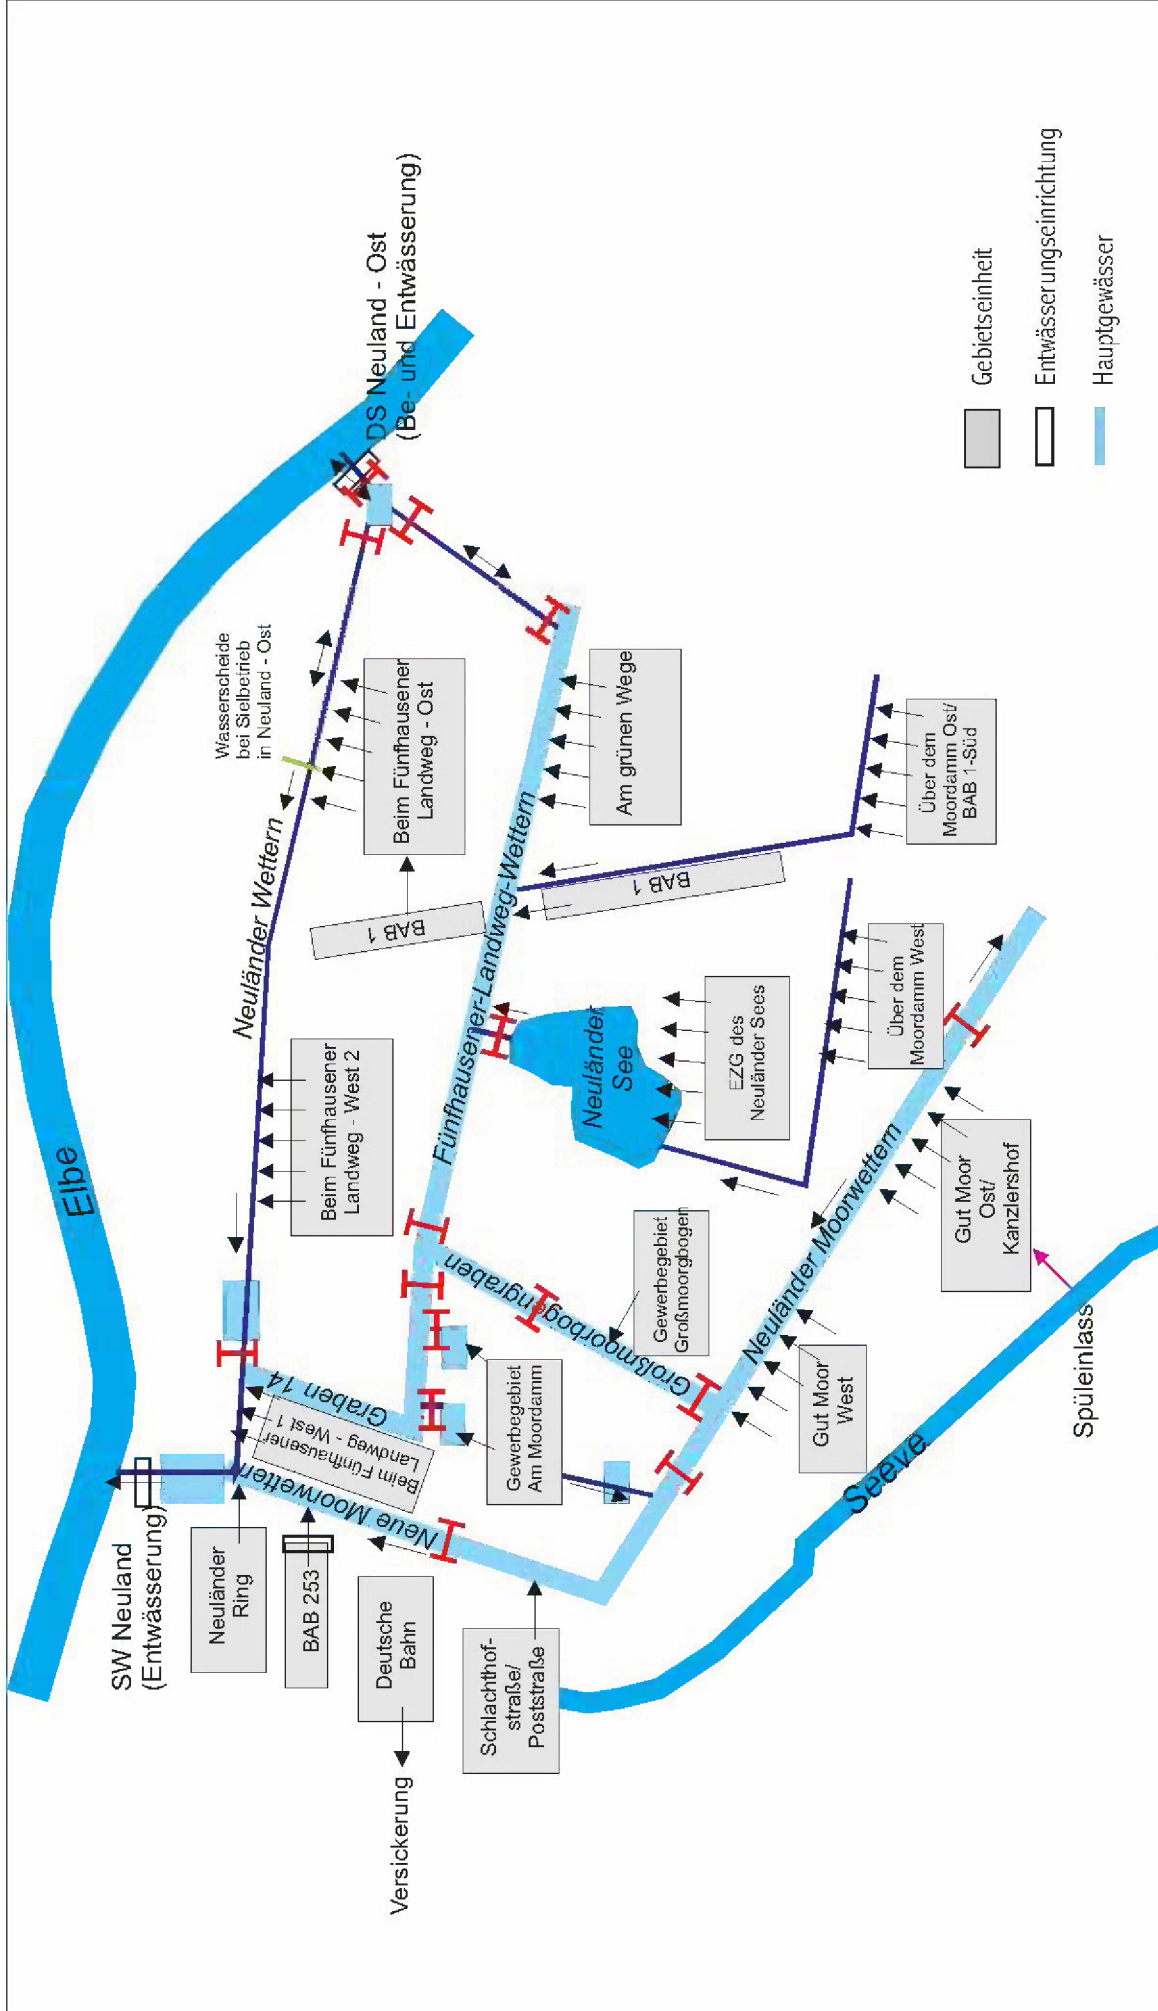 Elbe
SW Neuland
(Entwässerung)
Neuländer
Ring
BAB 253
Deutsche
Bahn
Versickerung
Schlachthof-
straße/
Poststraße
Neue Moorwettern
Beim Fünfhausener
Landweg - West 1
Graben 14
Beim Fünfhausener
Landweg - West 2
Neuländer Wettern
Wasserscheide
bei Sielbetrieb
in Neuland - Ost
Beim Fünfhausener
Landweg - Ost
BAB 1
DS Neuland - Ost
(Be- und Entwässerung)
Fünfhausener-Landweg-Wettern
Am grünen Wege
BAB 1
Über dem
Moordamm Ost/
BAB 1-Süd
Neuländer
See
EZG des
Neuländer Sees
Über dem
Moordamm West
Gewerbegebiet
Am Moordamm
Großmoorbogengraben
Gewerbegebiet
Großmoorgbogen
Neuländer Moorwettern
Gut Moor
West
Gut Moor
Ost/
Kanzlershof
Spüleinlass
Seeve
Gebietseinheit
Entwässerungseinrichtung
Hauptgewässer